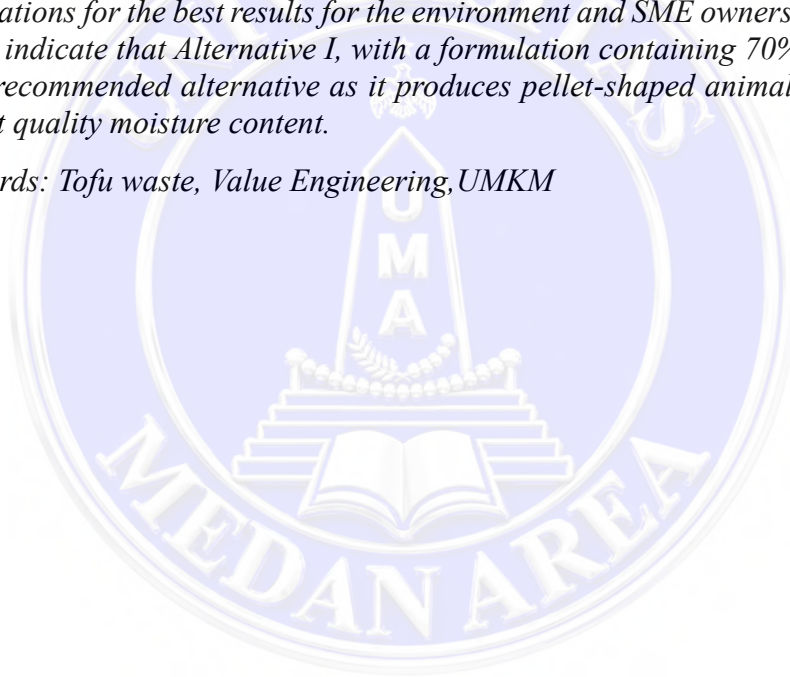 ations for the best results for the environment and SME owners
indicate that Alternative I, with a formulation containing 70%
recommended alternative as it produces pellet-shaped animal
t quality moisture content.
rds: Tofu waste, Value Engineering,UMKM
UMA
MEDAN AREA